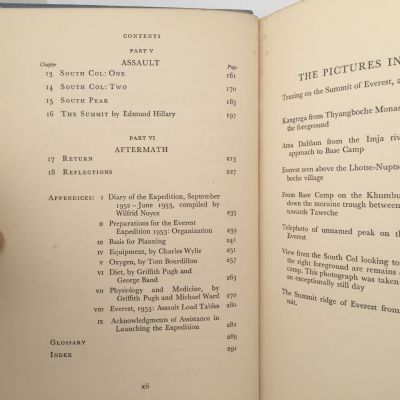 CONTENTS
PART V
Chapter ASSAULT Page
13 SOUTH COL: ONE 161
14 SOUTH COL: TWO 170
15 SOUTH PEAK 183
16 THE SUMMIT by Edmund Hillary 197
PART VI
AFTERMATH
17 RETURN 213
18 REFLECTIONS 227
APPENDICES: I Diary of the Expedition, September
1952–June 1953, compiled by
Wilfrid Noyce 235
II Preparations for the Everest
Expedition 1953: Organization 239
III Basis for Planning 241
IV Equipment, by Charles Wylie
V Oxygen, by Tom Bourdillon
VI Diet, by Griffith Pugh and
George Band 263
VII Physiology and Medicine, by
Griffith Pugh and Michael Ward 270
VIII Everest, 1953: Assault Load Tables 280
IX Acknowledgments of Assistance in
Launching the Expedition 282
GLOSSARY 289
INDEX 291
xii
THE PICTURES IN
Tenzing on the Summit of Everest, 2
Kangtega from Thyangboche Monas
the foreground
Ama Dablam from the Imja riv
approach to Base Camp
Everest seen above the Lhotse-Nuptse
boche village
From Base Camp on the Khumbu
down the moraine trough between
towards Taweche
Telephoto of unnamed peak on the
Everest
View from the South Col looking to
the right foreground are remains o
camp. This photograph was taken
an exceptionally still day
The Summit ridge of Everest from
mit.